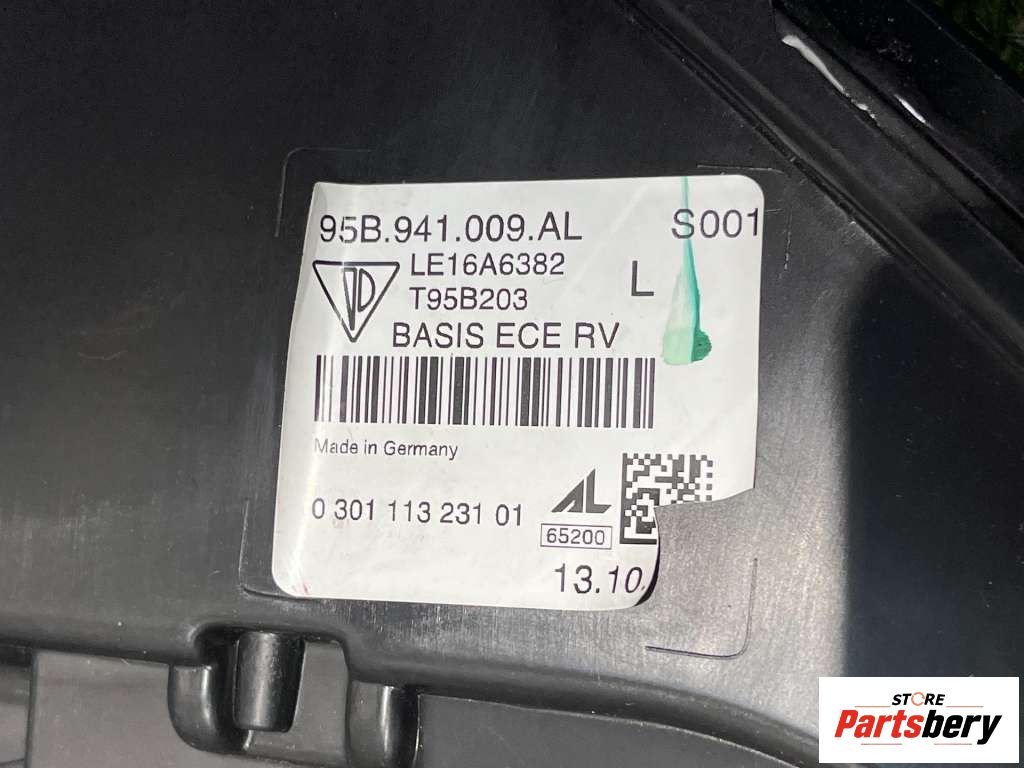 95B.941.009.AL S001
LE16A6382 L
T95B203
BASIS ECE RV
Made in Germany
0 301 113 231 01
AL
65200
13.10.
STORE
Partsbery